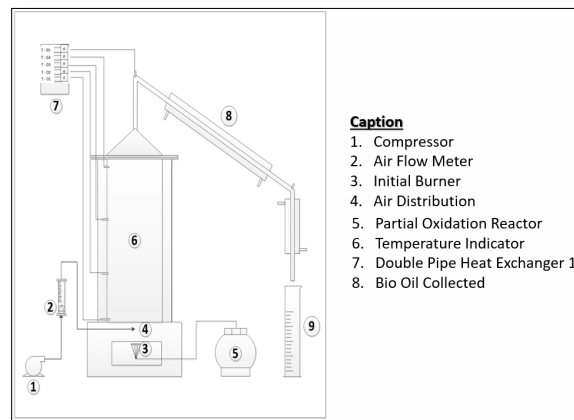 T - 05
T - 04
T - 03
T - 02
T - 01
7
8
6
2
4
3
5
1
9
Caption
1. Compressor
2. Air Flow Meter
3. Initial Burner
4. Air Distribution
5. Partial Oxidation Reactor
6. Temperature Indicator
7. Double Pipe Heat Exchanger 1
8. Bio Oil Collected